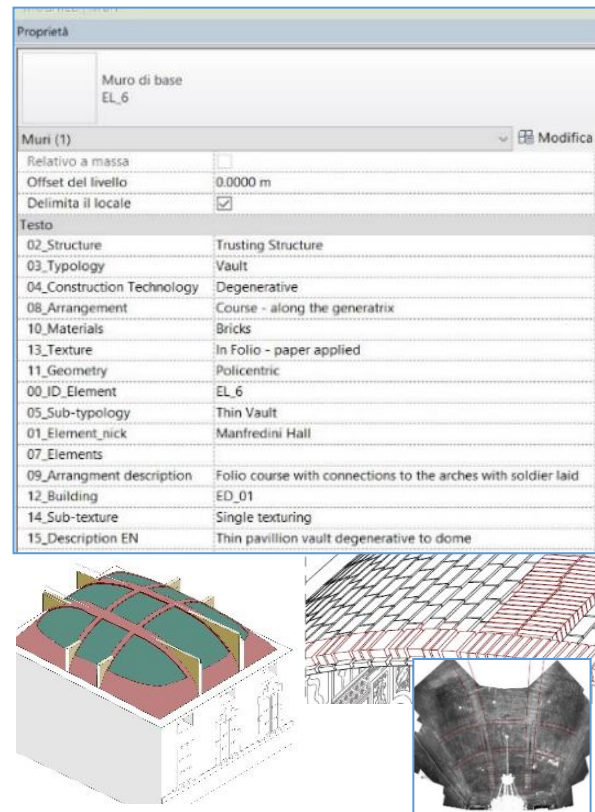 Proprietà
Muro di base
EL_6
Muri (1) Modifica
Relativo a massa
Offset del livello 0.0000 m
Delimita il locale
Testo
02_Structure Trusting Structure
03_Typology Vault
04_Construction Technology Degenerative
08_Arrangement Course - along the generatrix
10_Materials Bricks
13_Texture In Folio - paper applied
11_Geometry Policentric
00_ID_Element EL_6
05_Sub-typology Thin Vault
01_Element_nick Manfredini Hall
07_Elements
09_Arrangment description Folio course with connections to the arches with soldier laid
12_Building ED_01
14_Sub-texture Single texturing
15_Description EN Thin pavillion vault degenerative to dome